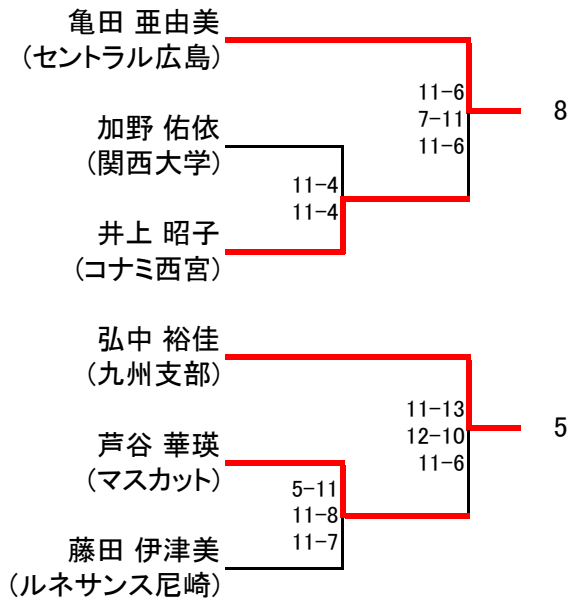 亀田 亜由美
(セントラル広島)
11-6
7-11
11-6
8
加野 佑依
(関西大学)
11-4
11-4
井上 昭子
(コナミ西宮)
弘中 裕佳
(九州支部)
11-13
12-10
11-6
5
芦谷 華瑛
(マスカット)
5-11
11-8
11-7
藤田 伊津美
(ルネサンス尼崎)